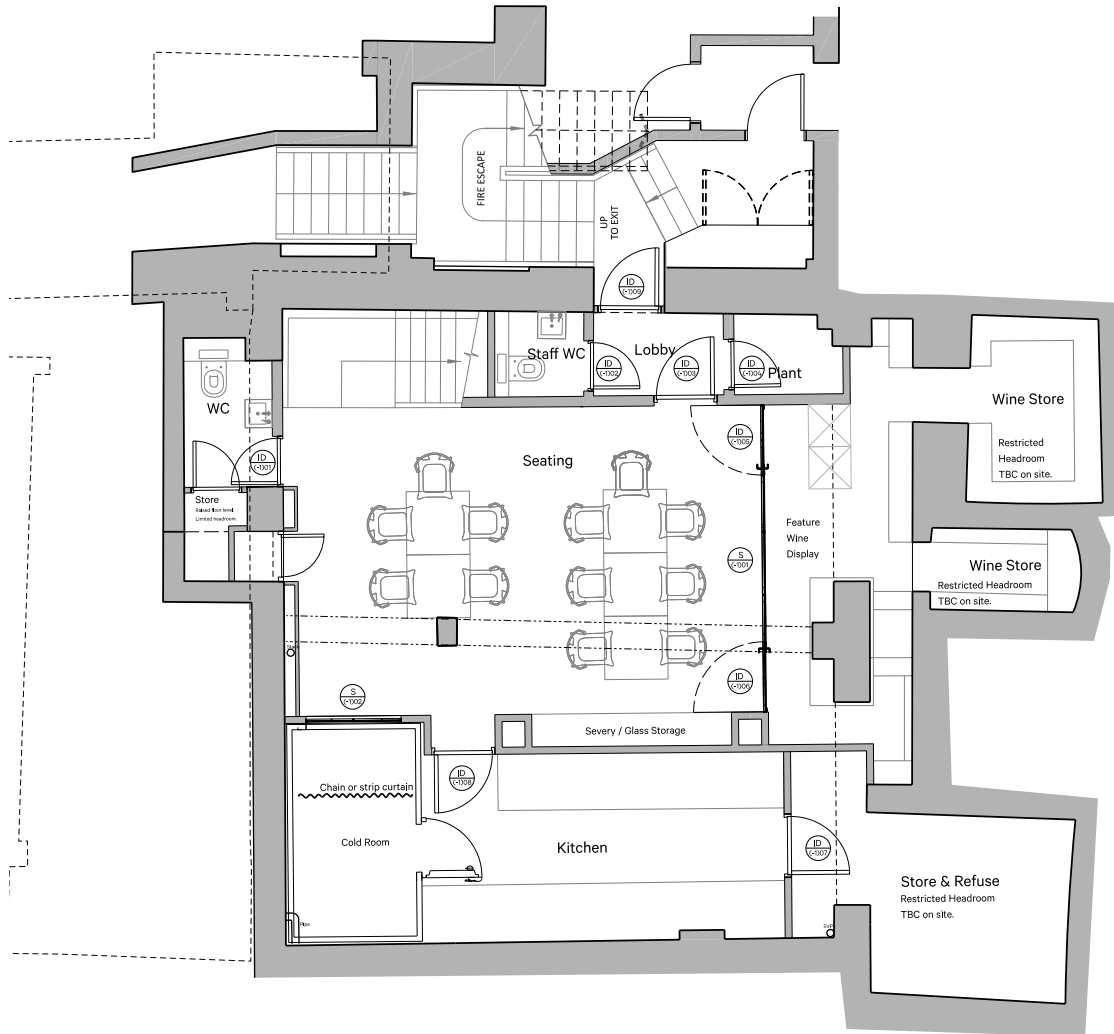 FIRE ESCAPE
UP
TO EXIT
ID
(-1)09
Staff WC
Lobby
ID
(-1)02
ID
(-1)03
ID
(-1)04
Plant
WC
ID
(-1)01
Store
Raised floor level.
Limited headroom.
Seating
ID
(-1)05
Feature
Wine
Display
S
(-1)01
Wine Store
Restricted
Headroom
TBC on site.
Wine Store
Restricted Headroom
TBC on site.
ID
(-1)06
S
(-1)02
Severy / Glass Storage
Chain or strip curtain
ID
(-1)08
Cold Room
Kitchen
ID
(-1)07
Store & Refuse
Restricted Headroom
TBC on site.
Pipe
SVP